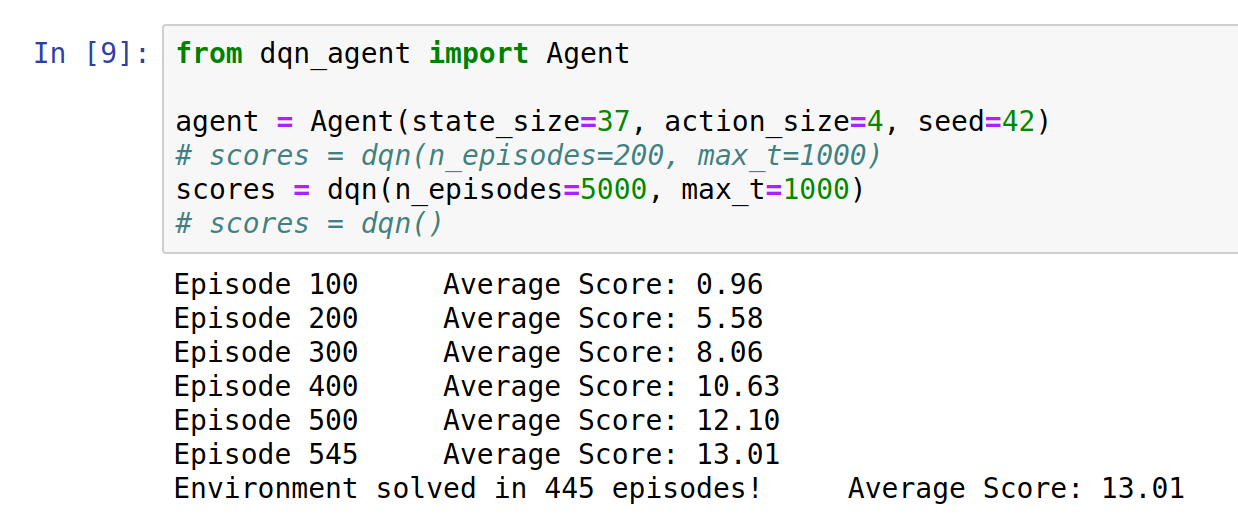 In [9]: from dqn_agent import Agent
agent = Agent(state_size=37, action_size=4, seed=42)
# scores = dqn(n_episodes=200, max_t=1000)
scores = dqn(n_episodes=5000, max_t=1000)
# scores = dqn()
Episode 100 Average Score: 0.96
Episode 200 Average Score: 5.58
Episode 300 Average Score: 8.06
Episode 400 Average Score: 10.63
Episode 500 Average Score: 12.10
Episode 545 Average Score: 13.01
Environment solved in 445 episodes! Average Score: 13.01